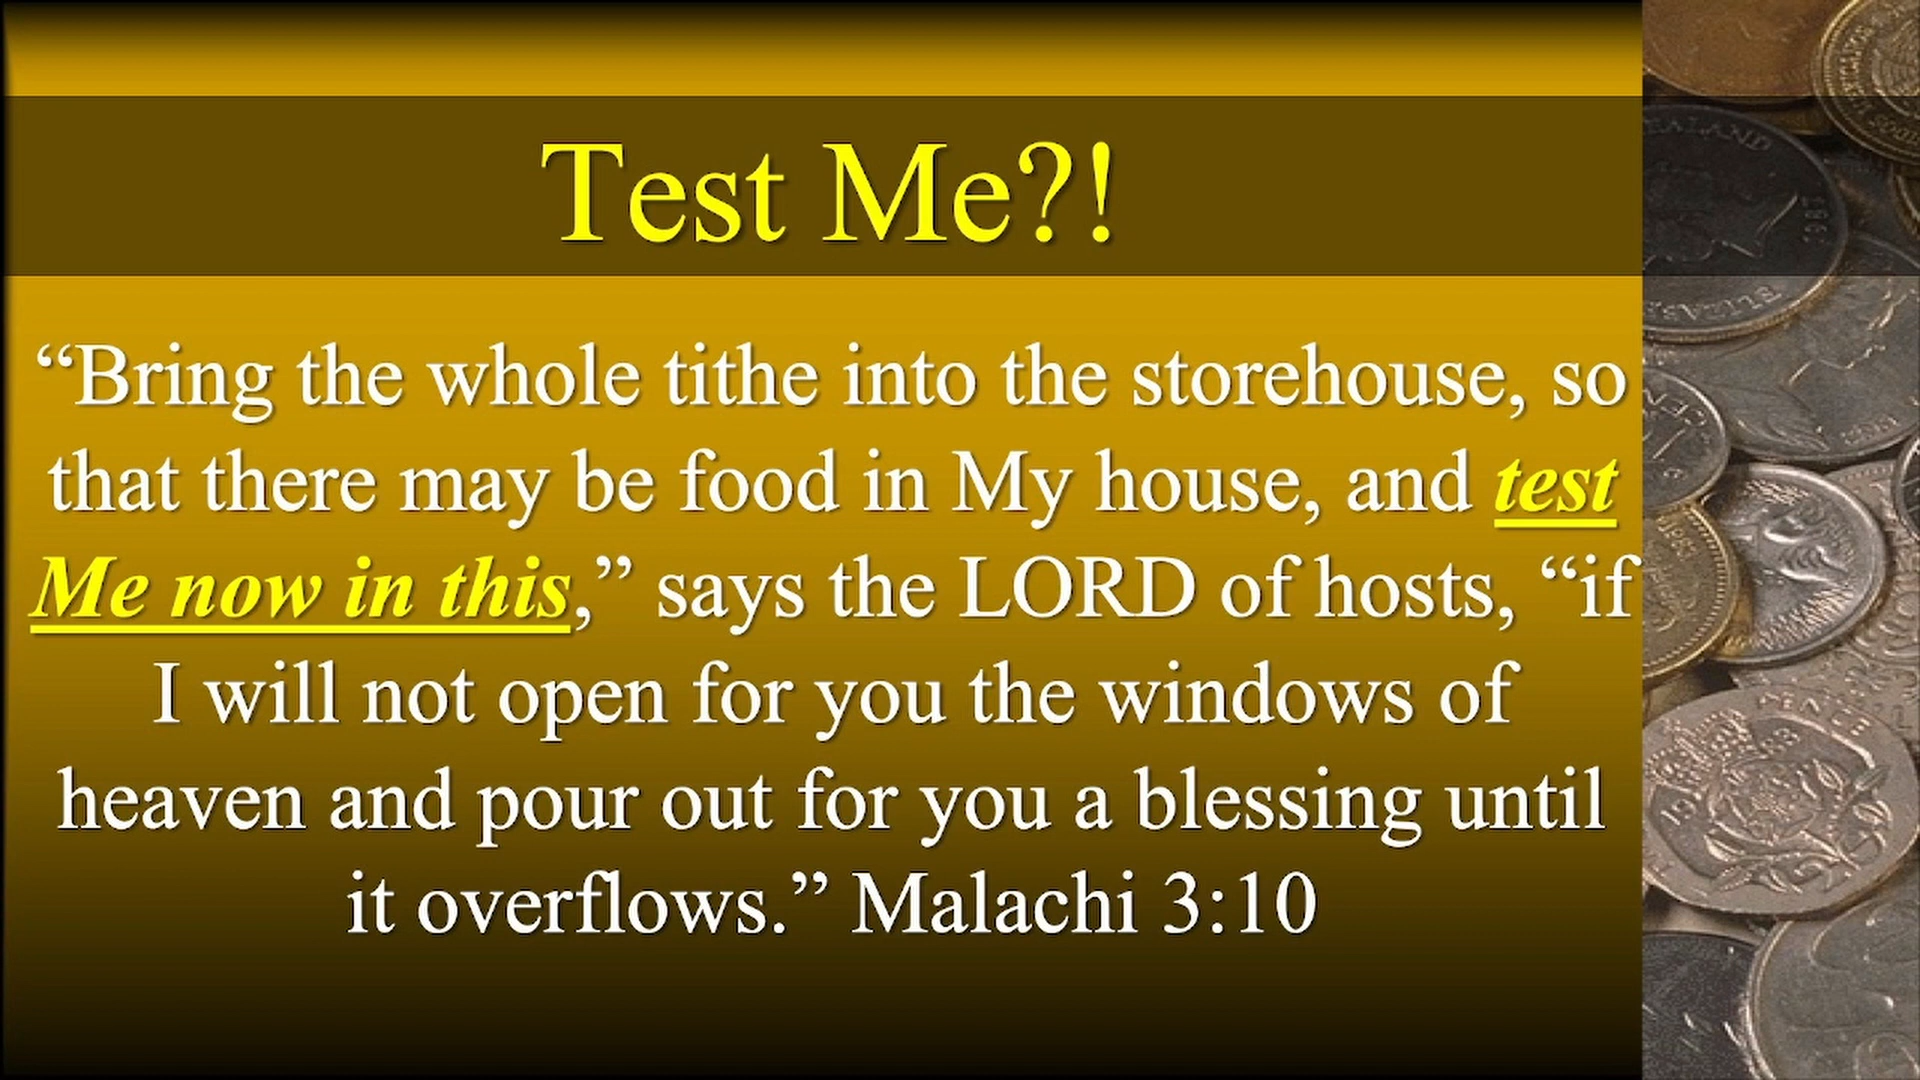 Test Me?!
“Bring the whole tithe into the storehouse, so
that there may be food in My house, and test
Me now in this,” says the LORD of hosts, “if
I will not open for you the windows of
heaven and pour out for you a blessing until
it overflows.” Malachi 3:10